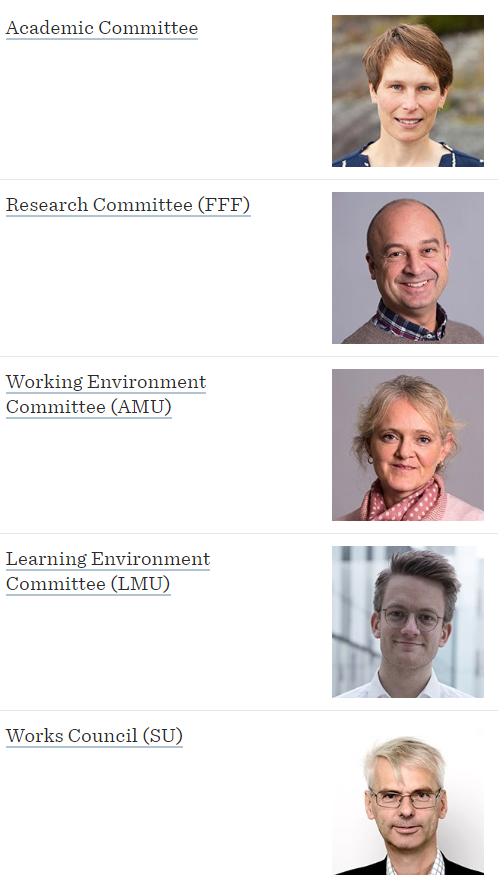 Academic Committee
Research Committee (FFF)
Working Environment
Committee (AMU)
Learning Environment
Committee (LMU)
Works Council (SU)